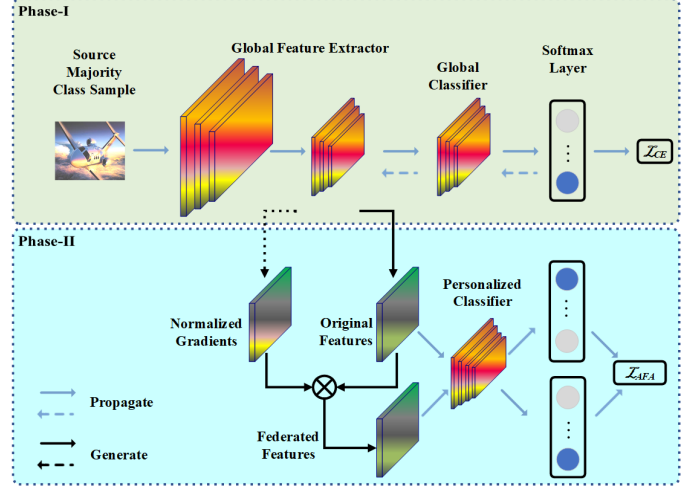 Phase-I
Source
Majority
Class Sample
Global Feature Extractor
Global
Classifier
Softmax
Layer
ℒCE
Phase-II
Normalized
Gradients
Original
Features
Personalized
Classifier
ℒAFA
Propagate
Generate
Federated
Features